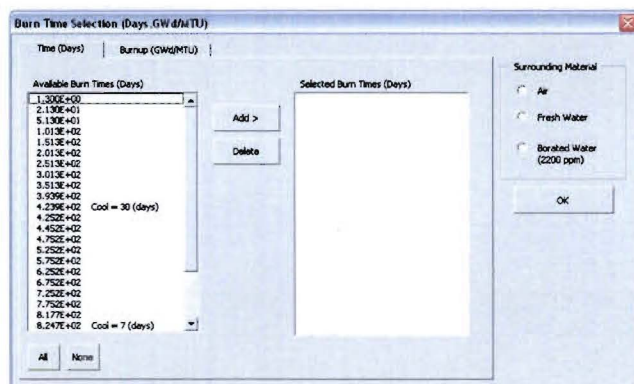 Burn Time Selection (Days,GWd/MTU)
Time (Days) Burnup (GWd/MTU)
Available Burn Times (Days)
1.300E+00
2.130E+01
5.130E+01
1.013E+02
1.513E+02
2.013E+02
2.513E+02
3.013E+02
3.513E+02
3.939E+02
4.239E+02 Cool = 30 (days)
4.252E+02
4.452E+02
4.752E+02
5.252E+02
5.752E+02
6.252E+02
6.752E+02
7.252E+02
7.752E+02
8.177E+02
8.247E+02 Cool = 7 (days)
All None
Add >
Delete
Selected Burn Times (Days)
Surrounding Material
Air
Fresh Water
Borated Water
(2200 ppm)
OK